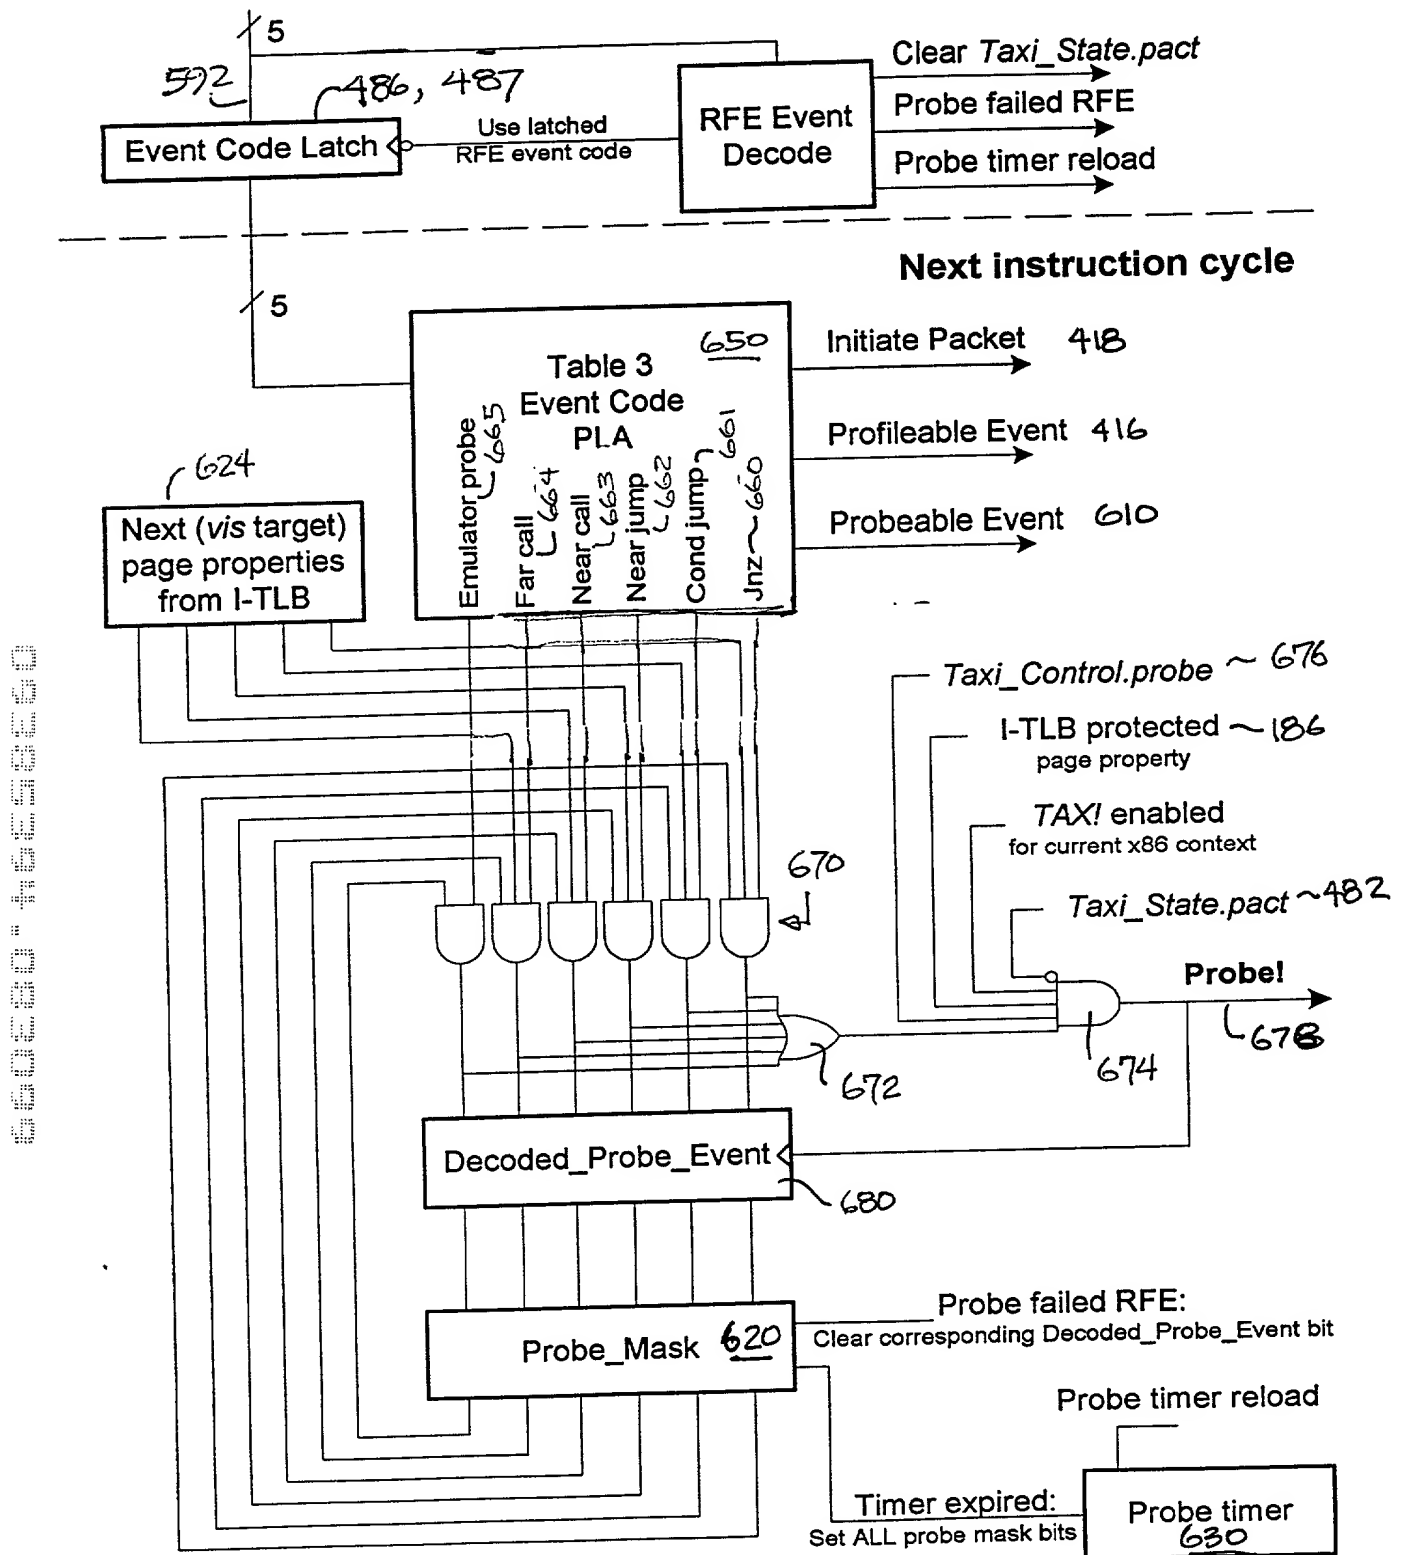 5
592
486, 487
Event Code Latch
Use latched
RFE event code
RFE Event
Decode
Clear Taxi_State.pact
Probe failed RFE
Probe timer reload
Next instruction cycle
5
Table 3
Event Code
PLA
650
Emulator probe
665
Far call
664
Near call
663
Near jump
662
Cond jump
661
Jnz
660
Initiate Packet 418
Profileable Event 416
Probeable Event 610
624
Next (vis target)
page properties
from I-TLB
Taxi_Control.probe 676
I-TLB protected 186
page property
TAX! enabled
for current x86 context
Taxi_State.pact 482
670
Probe!
678
674
672
Decoded_Probe_Event
680
Probe_Mask 620
Probe failed RFE:
Clear corresponding Decoded_Probe_Event bit
Probe timer reload
Timer expired:
Set ALL probe mask bits
Probe timer
630